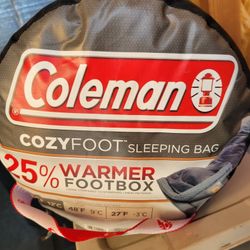 Coleman
COZYFOOT SLEEPING BAG
25% WARMER
FOOTBOX
48°F 9°C 27°F -3°C